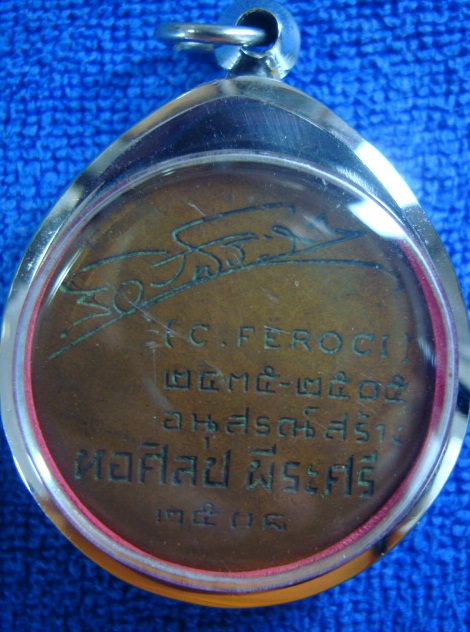 (C. FEROCI)
๒๔๓๕-๒๕๐๕
อนุสรณ์สร้าง
หอศิลป พีระศรี
๒๕๐๘